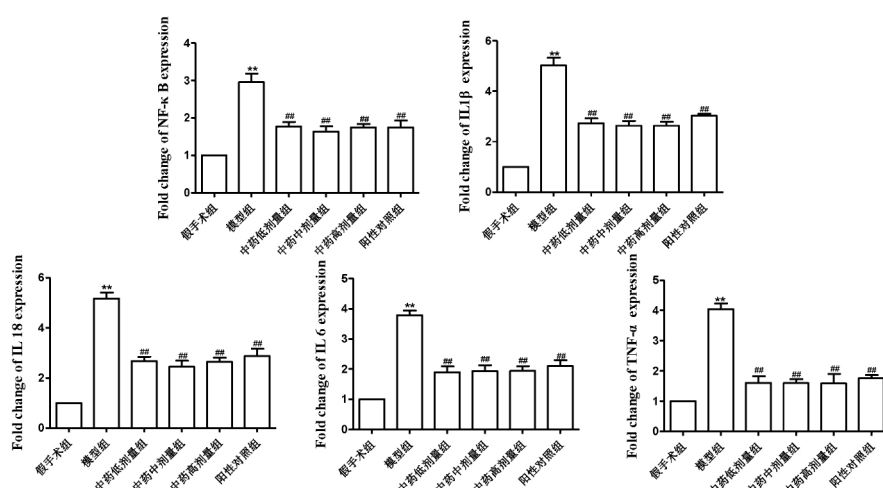 Fold change of NF-κ B expression
4
3
2
1
0
**
##
##
##
##
假手术组
模型组
中药低剂量组
中药中剂量组
中药高剂量组
阳性对照组
Fold change of IL1β expression
6
4
2
0
**
##
##
##
##
假手术组
模型组
中药低剂量组
中药中剂量组
中药高剂量组
阳性对照组
Fold change of IL 18 expression
6
4
2
0
**
##
##
##
##
假手术组
模型组
中药低剂量组
中药中剂量组
中药高剂量组
阳性对照组
Fold change of IL 6 expression
5
4
3
2
1
0
**
##
##
##
##
假手术组
模型组
中药低剂量组
中药中剂量组
中药高剂量组
阳性对照组
Fold change of TNF-α expression
5
4
3
2
1
0
**
##
##
##
##
假手术组
模型组
中药低剂量组
中药中剂量组
中药高剂量组
阳性对照组